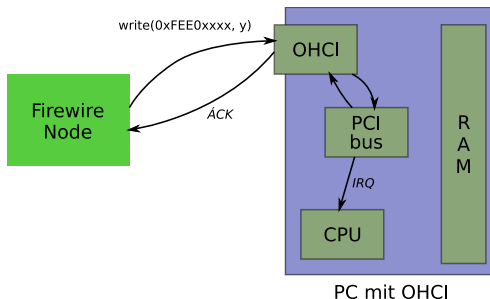 write(0xFEE0xxxx, y)
OHCI
Firewire
Node
ÁCK
PCI
bus
R
A
M
IRQ
CPU
PC mit OHCI